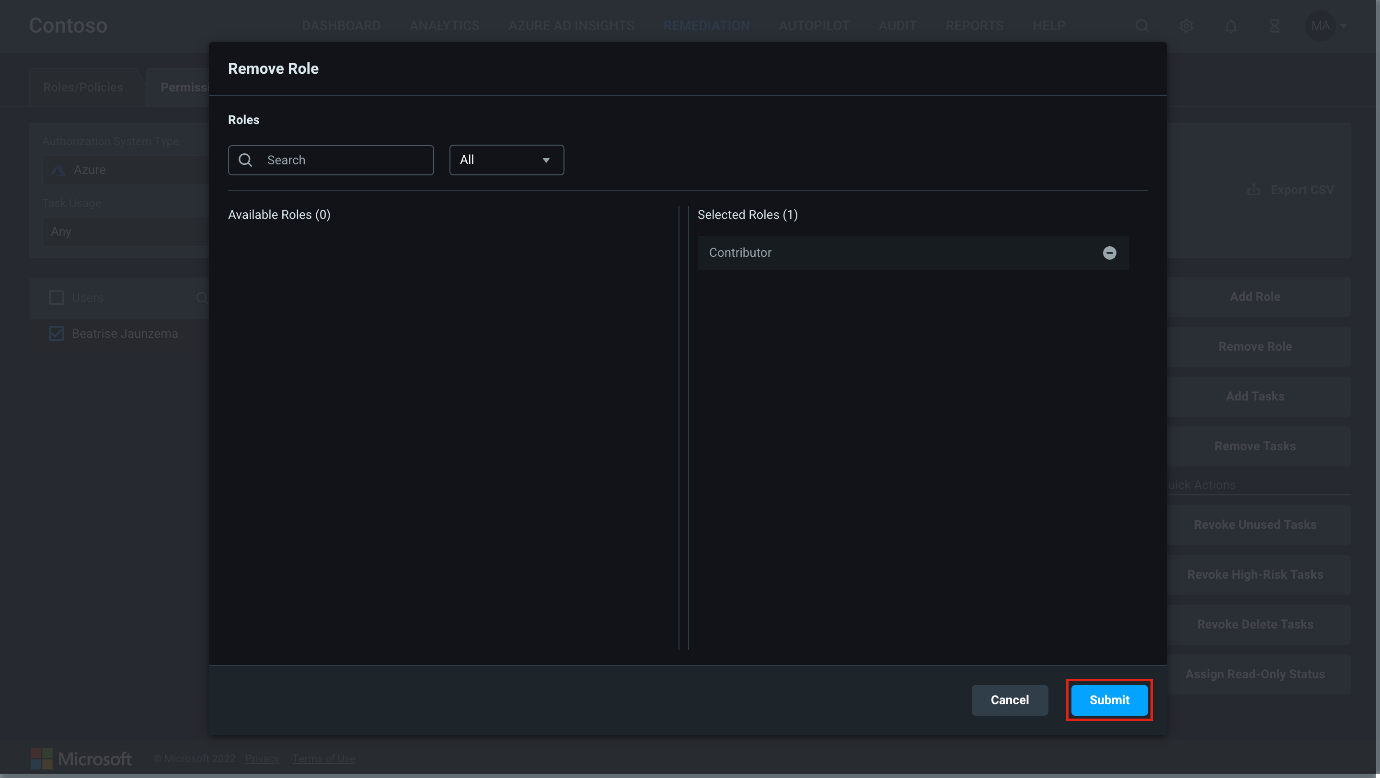 Contoso
DASHBOARD ANALYTICS AZURE AD INSIGHTS REMEDIATION AUTOPILOT AUDIT REPORTS HELP MA
Roles/Policies Permiss
Remove Role
Authorization System Type
Azure
Task Usage
Any
Export CSV
Roles
Search All
Available Roles (0) Selected Roles (1)
Contributor
Users
Beatrise Jaunzema
Add Role
Remove Role
Add Tasks
Remove Tasks
uick Actions
Revoke Unused Tasks
Revoke High-Risk Tasks
Revoke Delete Tasks
Assign Read-Only Status
Cancel Submit
Microsoft © Microsoft 2022 Privacy Terms of Use